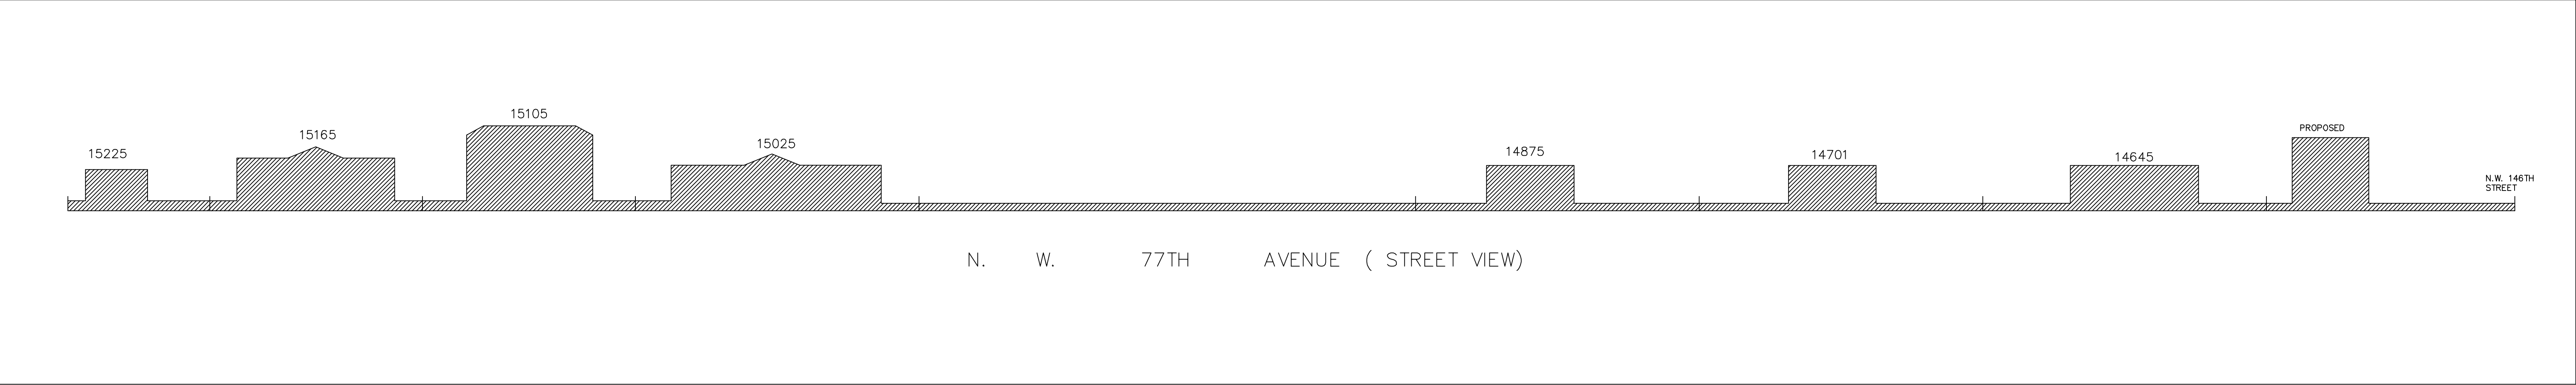 15225
15165
15105
15025
14875
14701
14645
PROPOSED
N.W. 146TH
STREET
N. W. 77TH AVENUE ( STREET VIEW)